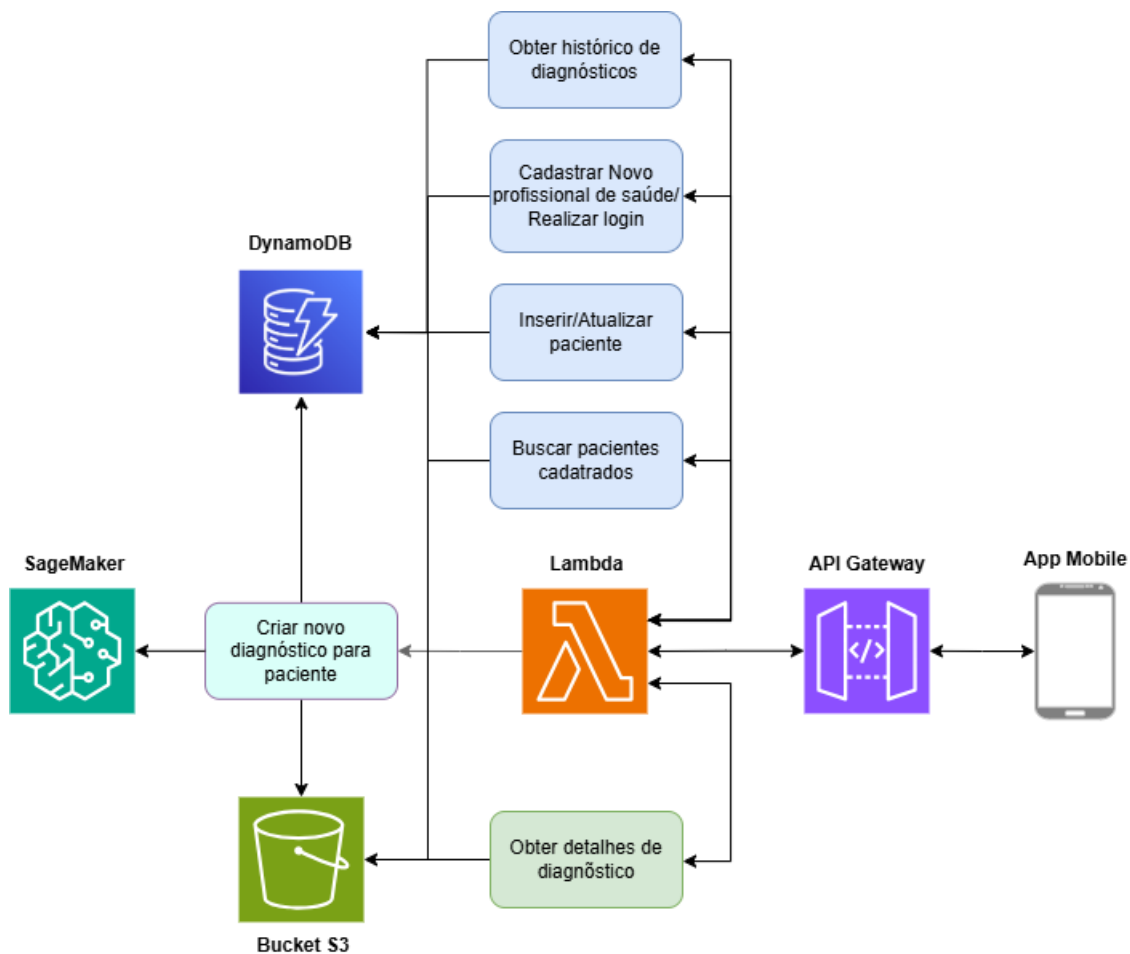 Obter histórico de
diagnósticos
Cadastrar Novo
profissional de saúde/
Realizar login
DynamoDB
Inserir/Atualizar
paciente
Buscar pacientes
cadatrados
SageMaker
Lambda
API Gateway
App Mobile
Criar novo
diagnóstico para
paciente
</>
Obter detalhes de
diagnõstico
Bucket S3